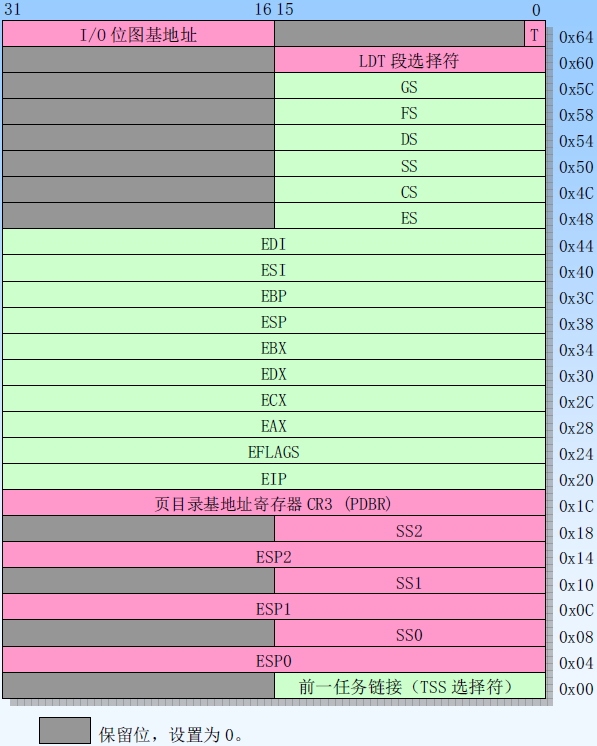 31 16 15 0
I/O 位图基地址 T 0x64
LDT 段选择符 0x60
GS 0x5C
FS 0x58
DS 0x54
SS 0x50
CS 0x4C
ES 0x48
EDI 0x44
ESI 0x40
EBP 0x3C
ESP 0x38
EBX 0x34
EDX 0x30
ECX 0x2C
EAX 0x28
EFLAGS 0x24
EIP 0x20
页目录基地址寄存器 CR3 (PDBR) 0x1C
SS2 0x18
ESP2 0x14
SS1 0x10
ESP1 0x0C
SS0 0x08
ESP0 0x04
前一任务链接（TSS 选择符） 0x00
保留位，设置为 0。